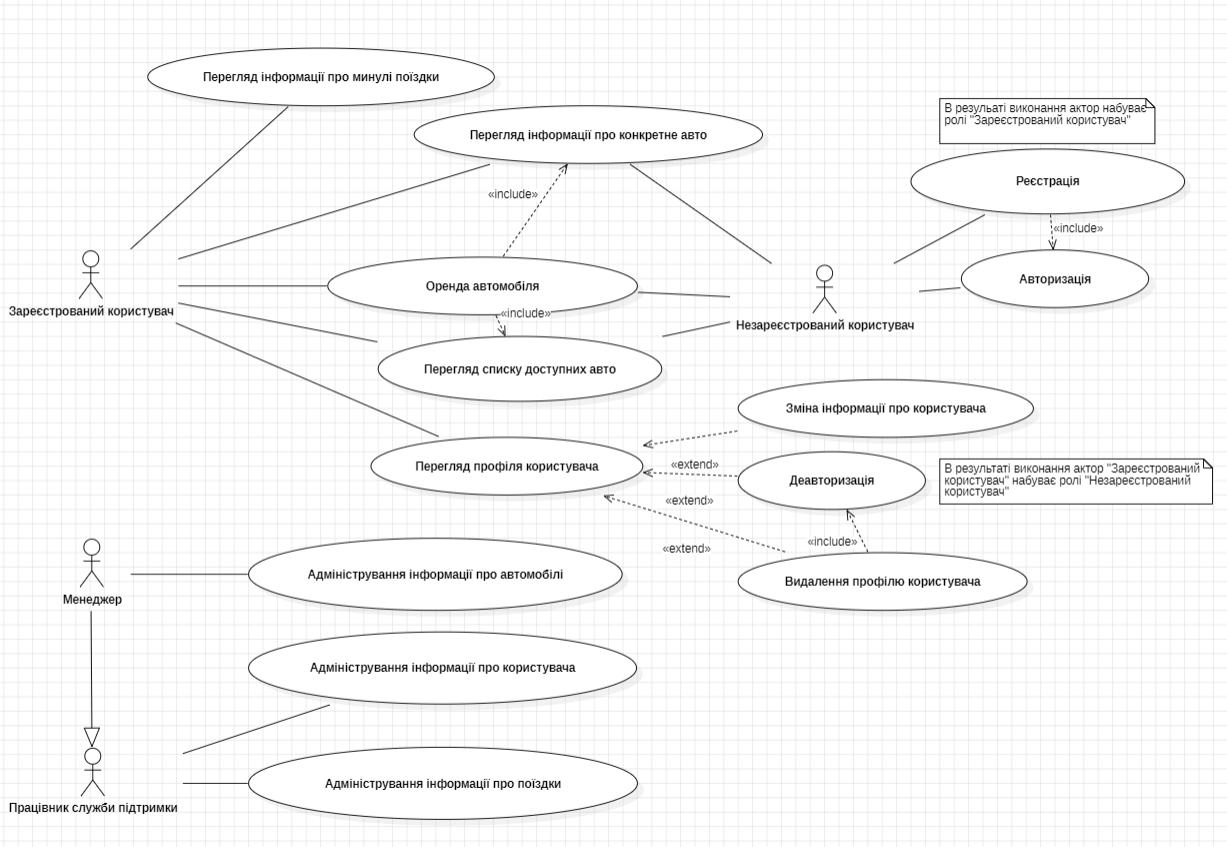 Перегляд інформації про минулі поїздки
В резульаті виконання актор набуває
ролі "Зареєстрований користувач"
Перегляд інформації про конкретне авто
Реєстрація
«include»
«include»
Зареєстрований користувач
Оренда автомобіля
Авторизація
«include»
Незареєстрований користувач
Перегляд списку доступних авто
Зміна інформації про користувача
Перегляд профіля користувача
«extend»
Деавторизація
В результаті виконання актор "Зареєстрований
користувач" набуває ролі "Незареєстрований
користувач"
«extend»
«include»
«extend»
Видалення профілю користувача
Адміністрування інформації про автомобілі
Менеджер
Адміністрування інформації про користувача
Адміністрування інформації про поїздки
Працівник служби підтримки